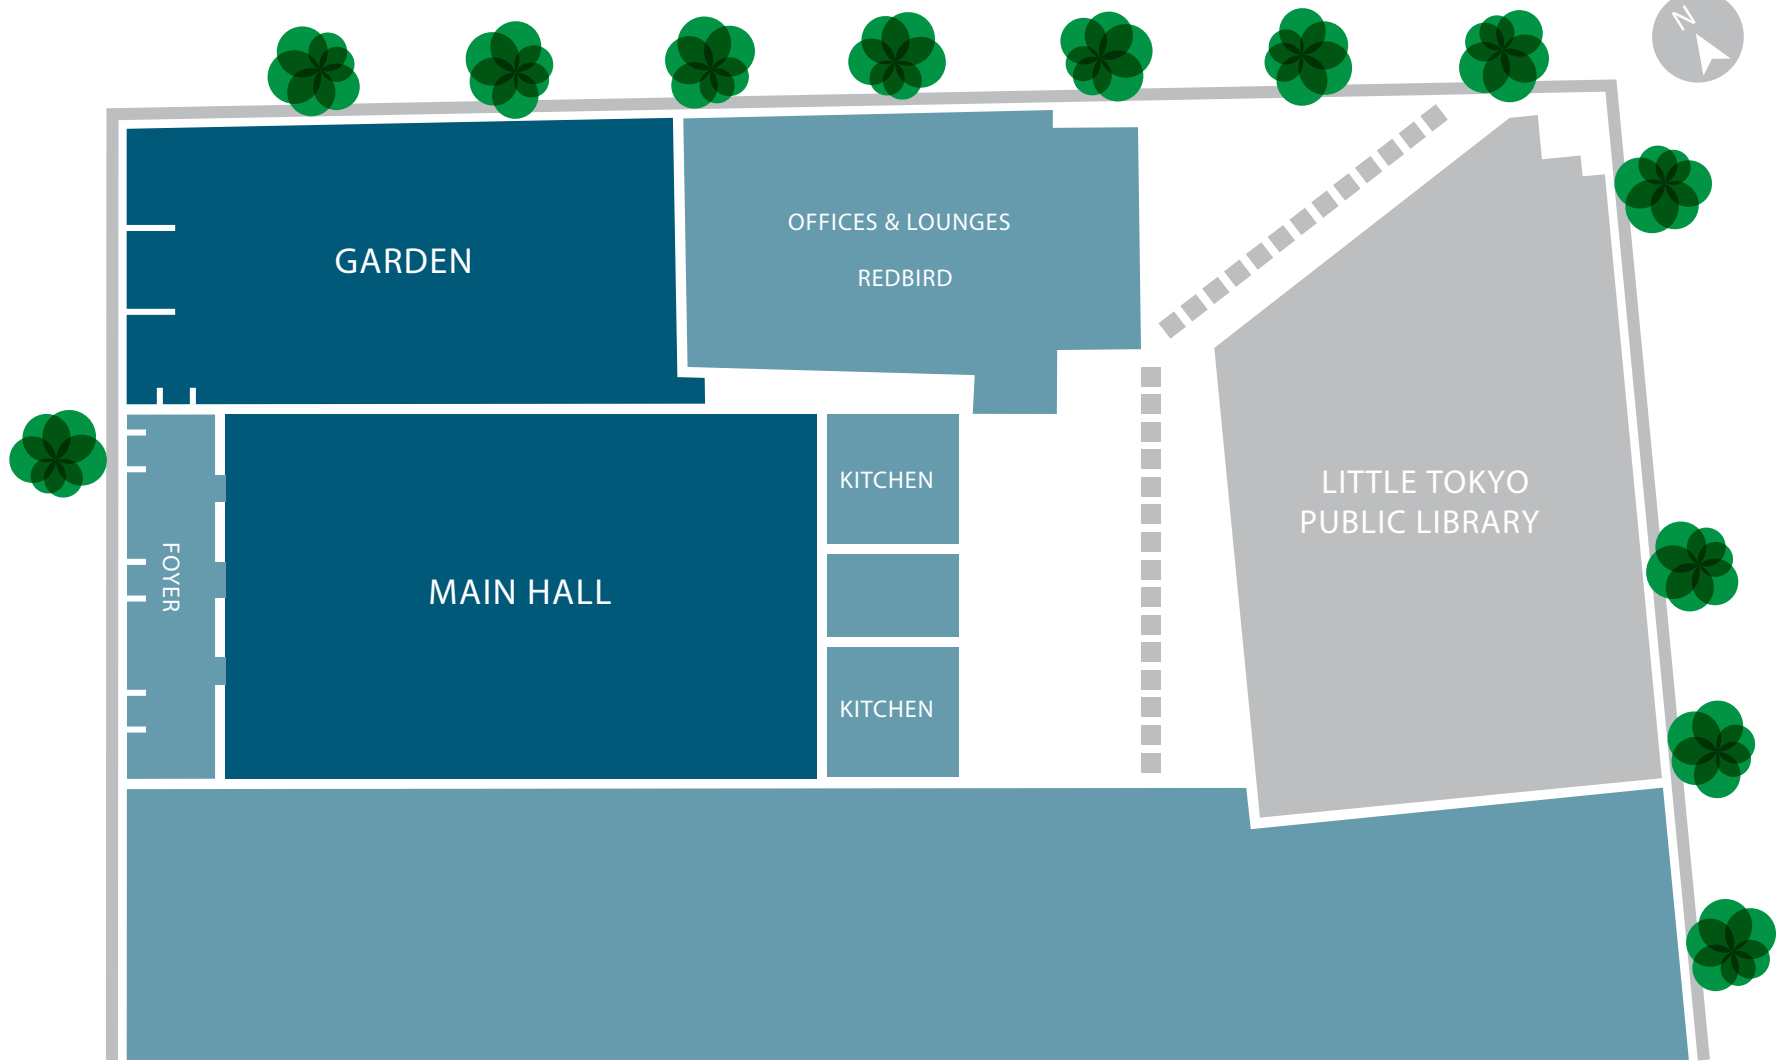 N
GARDEN
OFFICES & LOUNGES
REDBIRD
FOYER
MAIN HALL
KITCHEN
KITCHEN
LITTLE TOKYO
PUBLIC LIBRARY